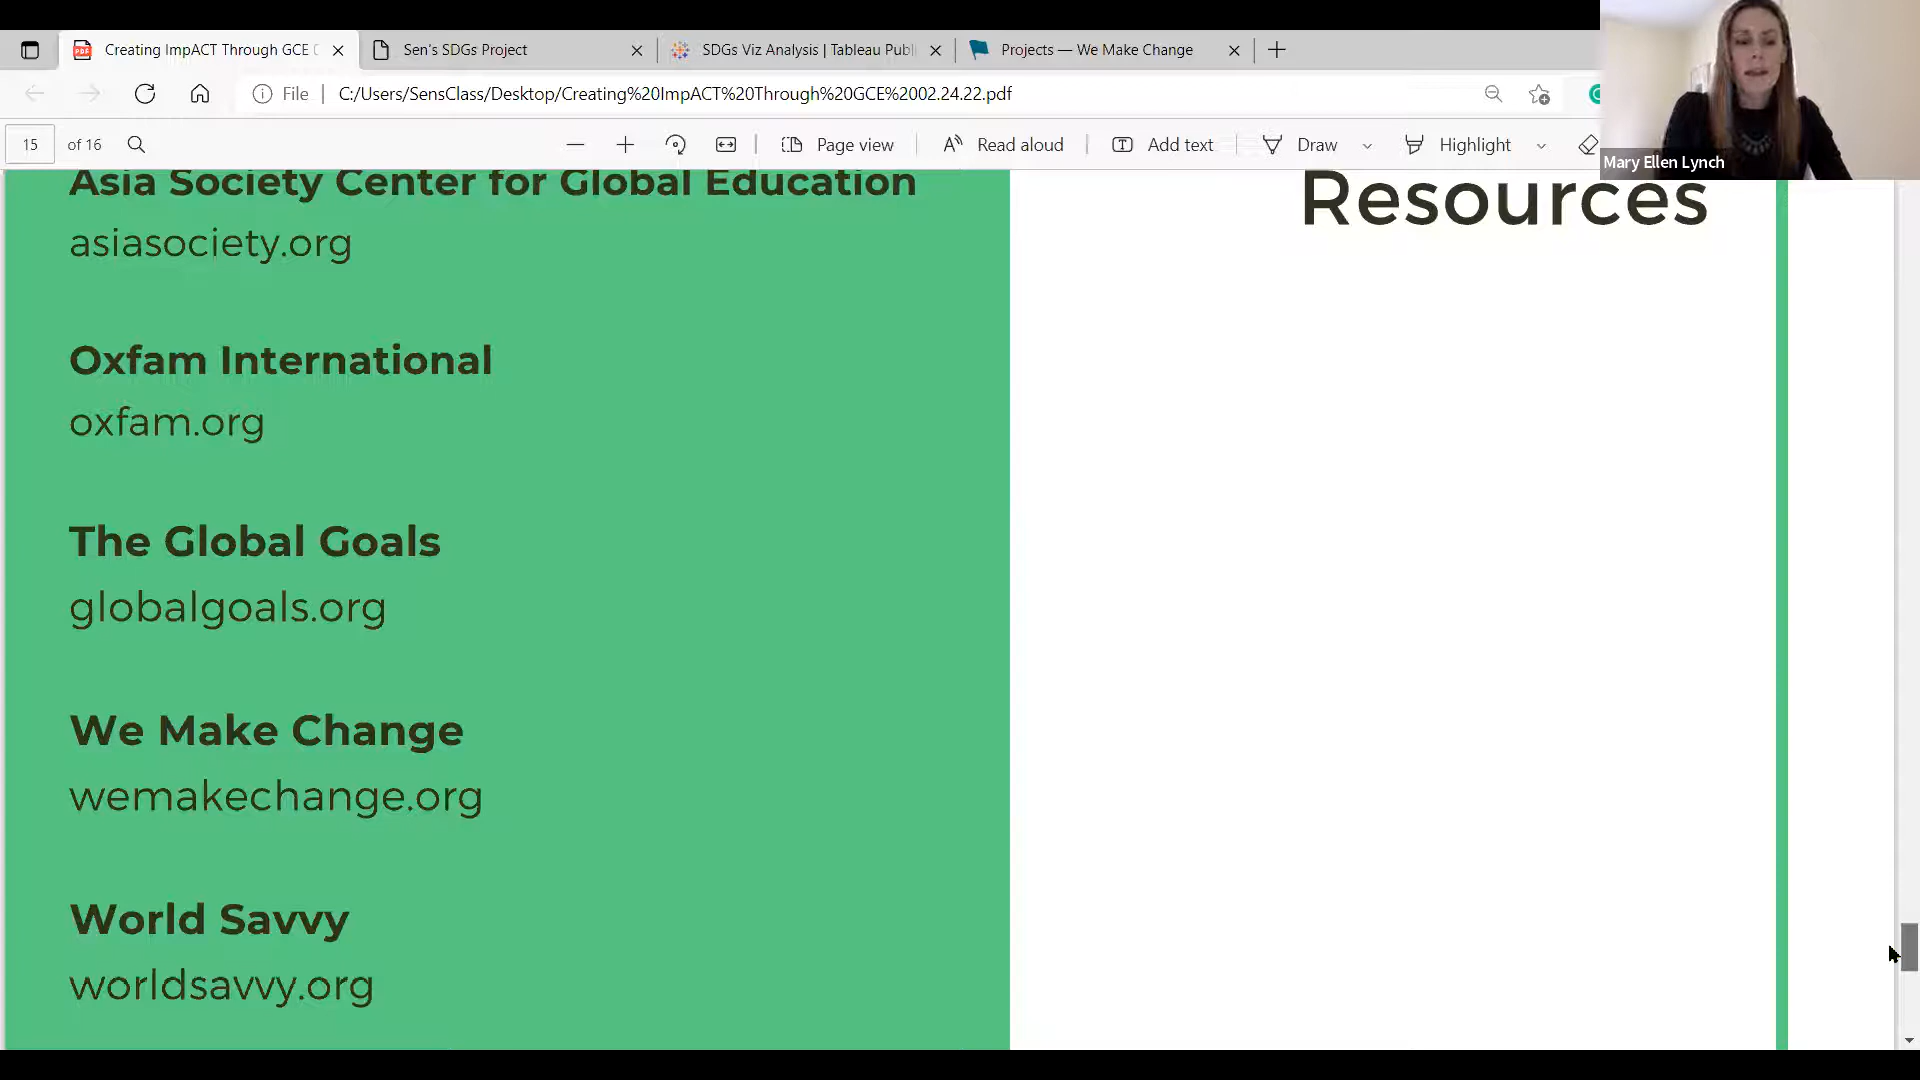 Creating ImpACT Through GCE
Sen's SDGs Project
SDGs Viz Analysis | Tableau Publ
Projects — We Make Change
File
C:/Users/SensClass/Desktop/Creating%20ImpACT%20Through%20GCE%2002.24.22.pdf
15 of 16
Page view
Read aloud
Add text
Draw
Highlight
Mary Ellen Lynch
Asia Society Center for Global Education
asiasociety.org
Oxfam International
oxfam.org
The Global Goals
globalgoals.org
We Make Change
wemakechange.org
World Savvy
worldsavvy.org
Resources